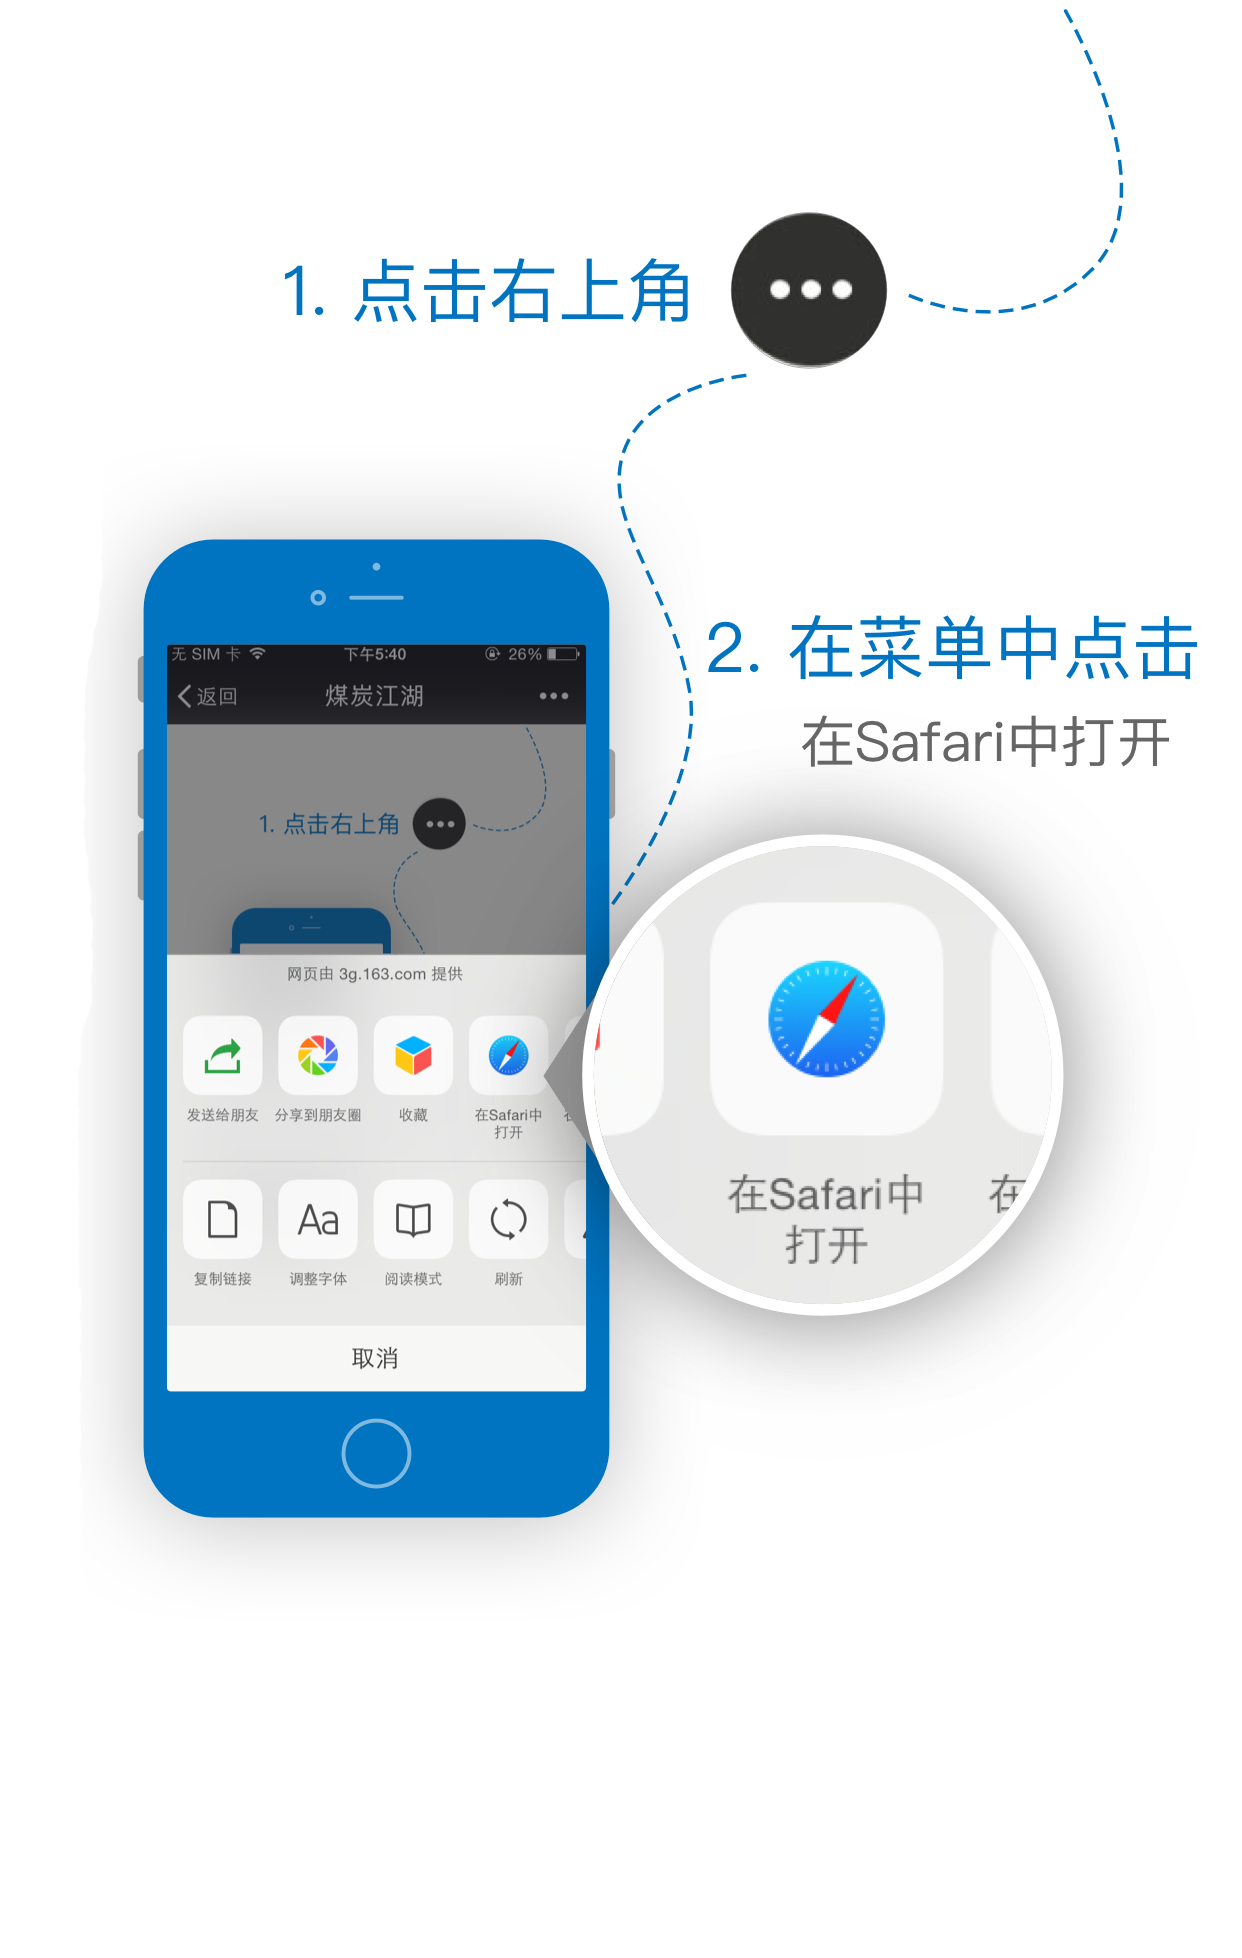 1. 点击右上角
2. 在菜单中点击
在Safari中打开
无 SIM 卡
下午5:40
26%
返回
煤炭江湖
1. 点击右上角
网页由 3g.163.com 提供
发送给朋友
分享到朋友圈
收藏
在Safari中
打开
在
复制链接
Aa
调整字体
阅读模式
刷新
取消
在Safari中
打开
在